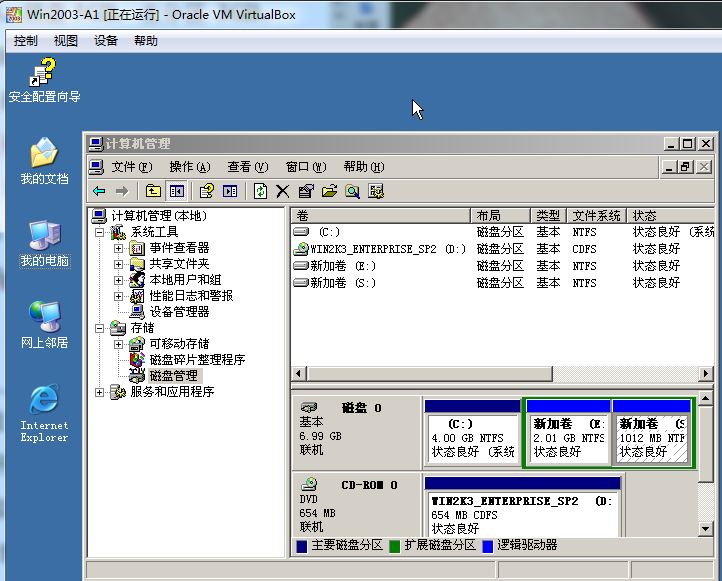 Win2003-A1 [正在运行] - Oracle VM VirtualBox
控制 视图 设备 帮助
安全配置向导
我的文档
我的电脑
网上邻居
Internet
Explorer
计算机管理
文件(F) 操作(A) 查看(V) 窗口(W) 帮助(H)
计算机管理(本地)
系统工具
事件查看器
共享文件夹
本地用户和组
性能日志和警报
设备管理器
存储
可移动存储
磁盘碎片整理程序
磁盘管理
服务和应用程序
卷 布局 类型 文件系统 状态
(C:) 磁盘分区 基本 NTFS 状态良好 (系统
WIN2K3_ENTERPRISE_SP2 (D:) 磁盘分区 基本 CDFS 状态良好
新加卷 (E:) 磁盘分区 基本 NTFS 状态良好
新加卷 (S:) 磁盘分区 基本 NTFS 状态良好
磁盘 0
基本
6.99 GB
联机
(C:)
4.00 GB NTFS
状态良好 (系统
新加卷 (E:
2.01 GB NTFS
状态良好
新加卷 (S
1012 MB NTF
状态良好
CD-ROM 0
DVD
654 MB
联机
WIN2K3_ENTERPRISE_SP2 (D:
654 MB CDFS
状态良好
主要磁盘分区 扩展磁盘分区 逻辑驱动器